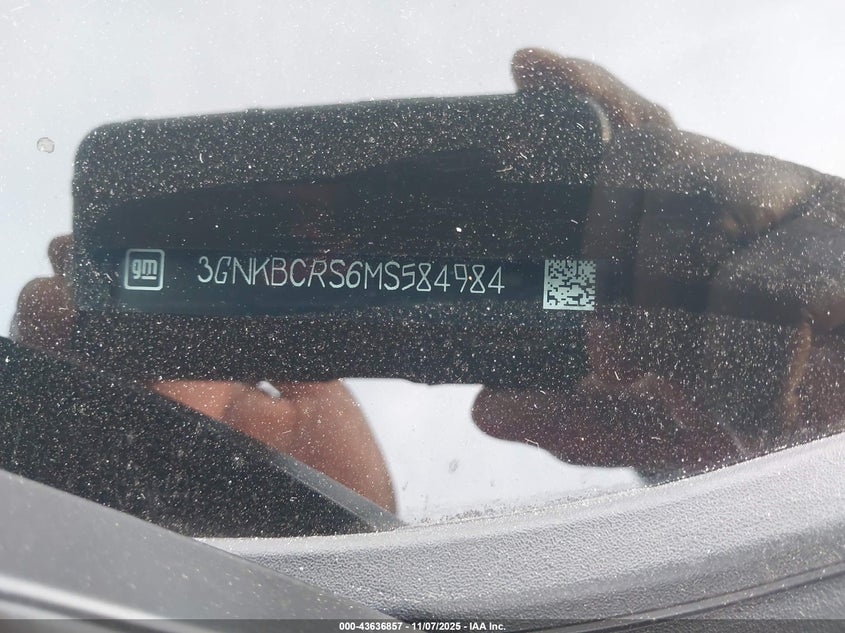 gm 3GNKBCRS6MS584984
000-43636857 - 11/07/2025 - IAA Inc.